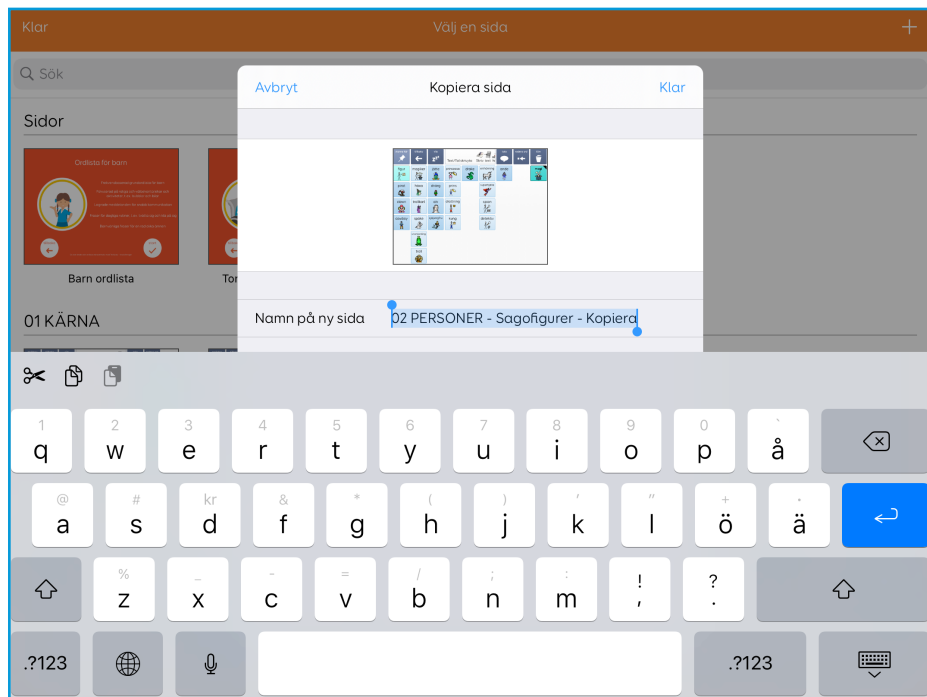 Klar Välj en sida +
Sök
Avbryt Kopiera sida Klar
Sidor
Ordlista för barn
Barn ordlista
Tor
01 KÄRNA
Namn på ny sida 02 PERSONER - Sagofigurer - Kopiera
1 2 3 4 5 6 7 8 9 0 `
q w e r t y u i o p å
@ # kr & * ( ) ' " + .
a s d f g h j k l ö ä
% _ - = / ; : ! ?
z x c v b n m , .
.?123 .?123